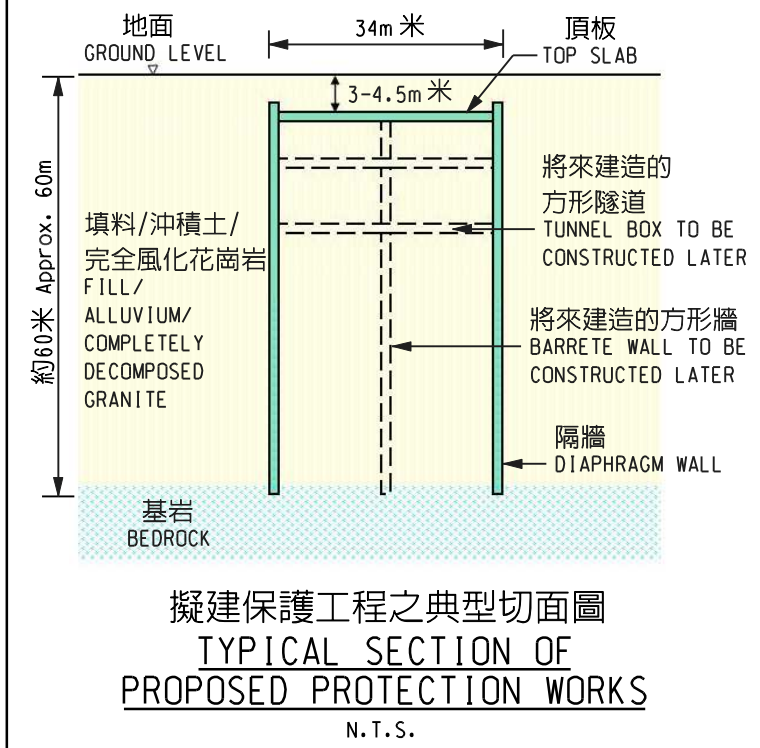 地面
GROUND LEVEL
34m 米
頂板
TOP SLAB
3-4.5m 米
約60米 Approx. 60m
將來建造的
方形隧道
TUNNEL BOX TO BE
CONSTRUCTED LATER
填料/沖積土/
完全風化花崗岩
FILL/
ALLUVIUM/
COMPLETELY
DECOMPOSED
GRANITE
將來建造的方形牆
BARRETE WALL TO BE
CONSTRUCTED LATER
隔牆
DIAPHRAGM WALL
基岩
BEDROCK
擬建保護工程之典型切面圖
TYPICAL SECTION OF
PROPOSED PROTECTION WORKS
N.T.S.